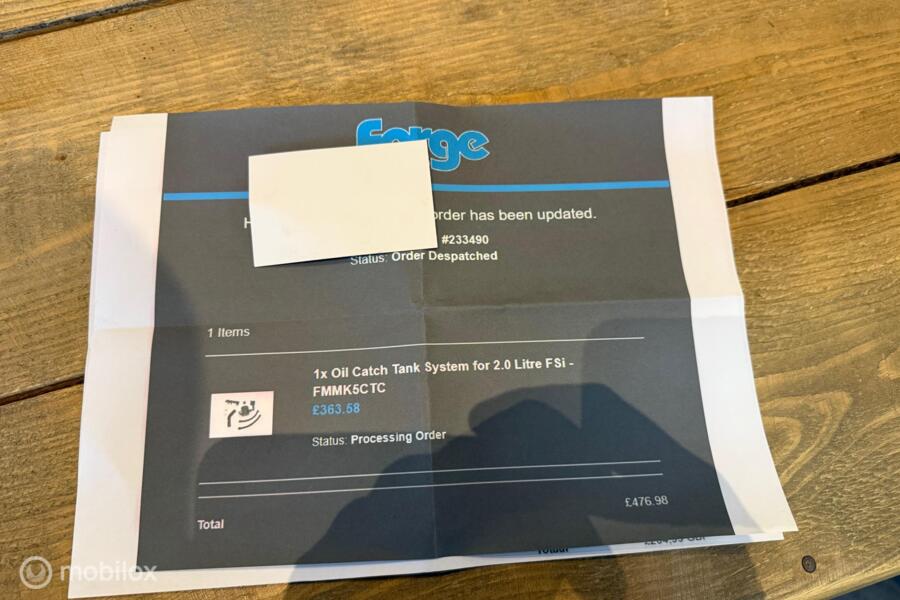 Forge
order has been updated.
#233490
Status: Order Despatched
1 Items
1x Oil Catch Tank System for 2.0 Litre FSi -
FMMK5CTC
£363.58
Status: Processing Order
£476.98
Total
Totaal
mobilox